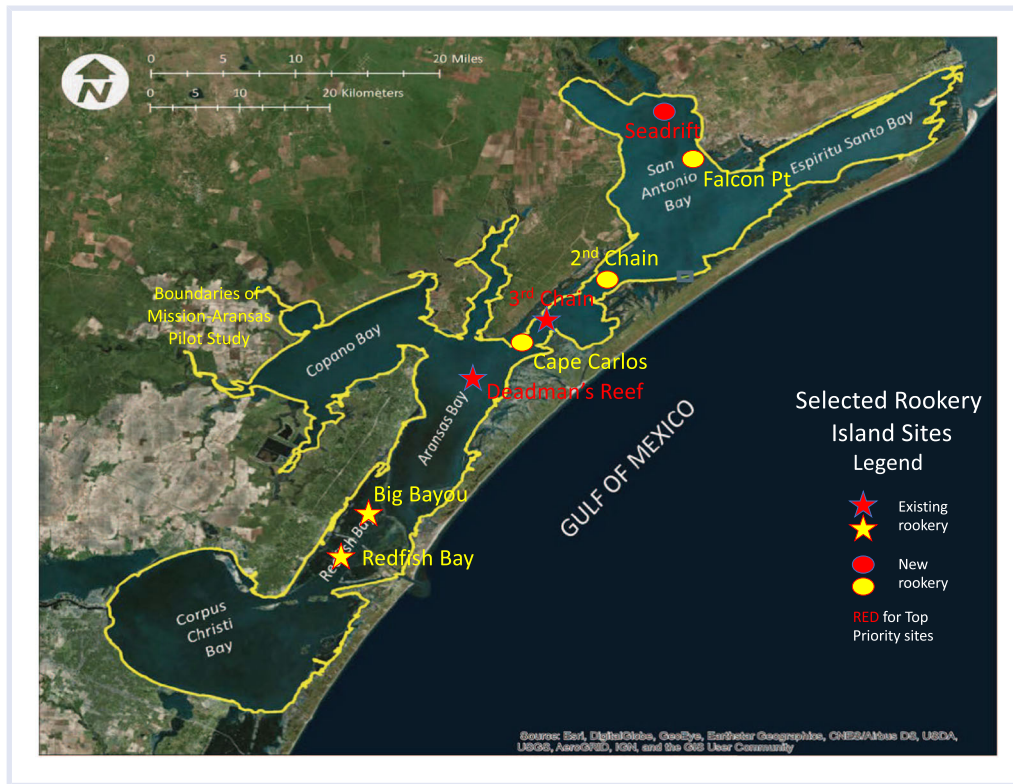 0 5 10 20 Miles
0 5 10 20 Kilometers
N
Seadrift
San
Antonio
Bay
Espiritu Santo Bay
Falcon Pt
2nd Chain
3rd Chain
Boundaries of
Mission-Aransas
Pilot Study
Copano Bay
Cape Carlos
Deadman's Reef
Aransas Bay
GULF OF MEXICO
Big Bayou
Redfish Bay
Redfish Bay
Corpus
Christi
Bay
Selected Rookery
Island Sites
Legend
Existing
rookery
New
rookery
RED for Top
Priority sites
Source: Esri, DigitalGlobe, GeoEye, Earthstar Geographics, CNES/Airbus DS, USDA,
USGS, AeroGRID, IGN, and the GIS User Community